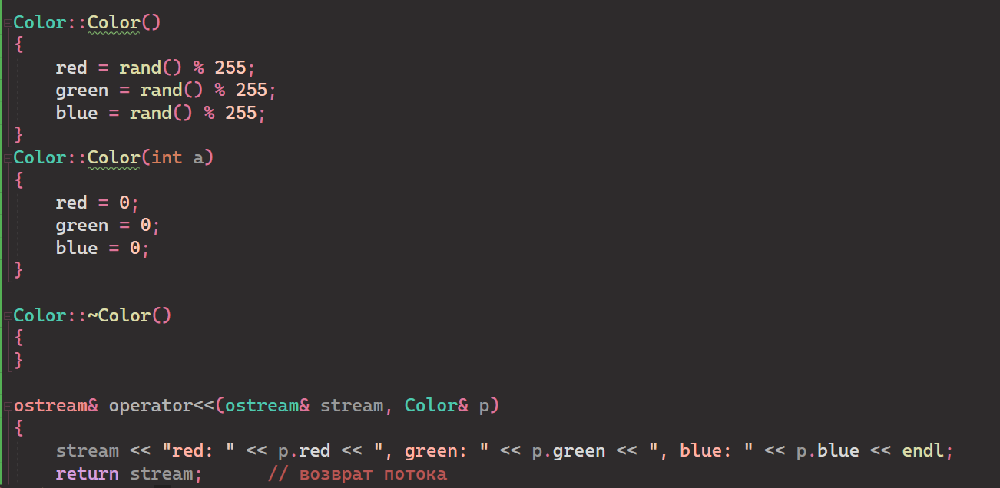 Color::Color()
{
    red = rand() % 255;
    green = rand() % 255;
    blue = rand() % 255;
}
Color::Color(int a)
{
    red = 0;
    green = 0;
    blue = 0;
}
Color::~Color()
{
}
ostream& operator<<(ostream& stream, Color& p)
{
    stream << "red: " << p.red << ", green: " << p.green << ", blue: " << p.blue << endl;
    return stream;      // возврат потока